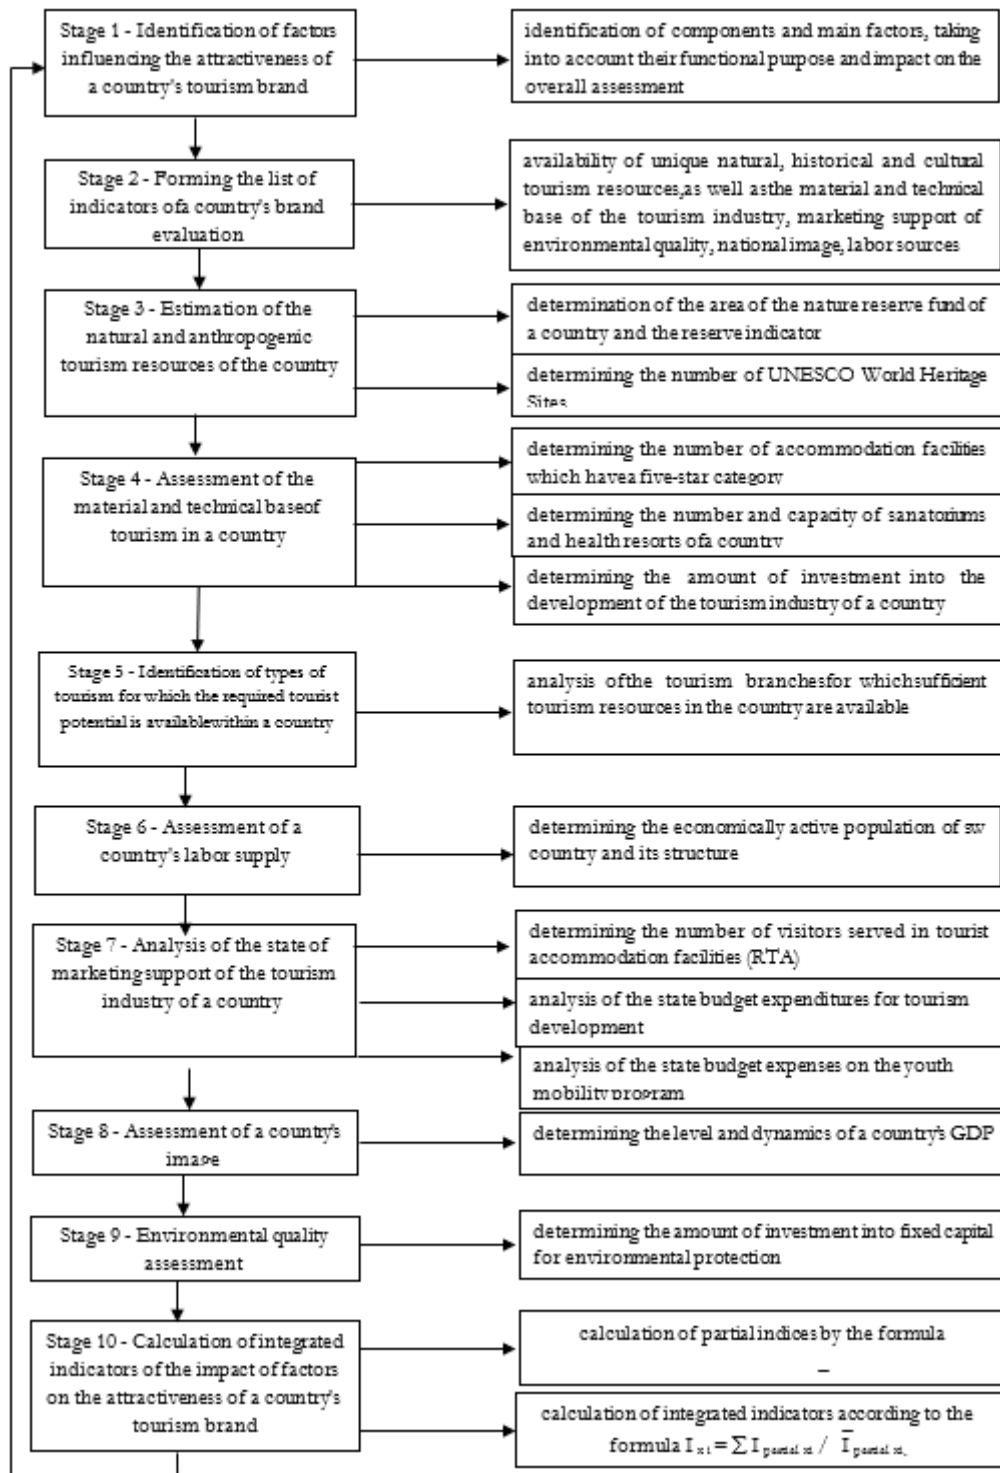 Stage 1 - Identification of factors
influencing the attractiveness of
a country's tourism brand
identification of components and main factors, taking
into account their functional purpose and impact on the
overall assessment
Stage 2 - Forming the list of
indicators ofa country's brand
evaluation
availability of unique natural, historical and cultural
tourism resources,as well asthe material and technical
base of the tourism industry, marketing support of
environmental quality, national image, labor sources
Stage 3 - Estimation of the
natural and anthropogenic
tourism resources of the country
determination of the area of the nature reserve fund of
a country and the reserve indicator
determining the number of UNESCO World Heritage
Sites
Stage 4 - Assessment of the
material and technical baseof
tourism in a country
determining the number of accommodation facilities
which havea five-star category
determining the number and capacity of sanatoriums
and health resorts ofa country
determining the amount of investment into the
development of the tourism industry of a country
Stage 5 - Identification of types of
tourism for which the required tourist
potential is availablewithin a country
analysis ofthe tourism branchesfor whichsufficient
tourism resources in the country are available
Stage 6 - Assessment of a
country's labor supply
determining the economically active population of sw
country and its structure
Stage 7 - Analysis of the state of
marketing support of the tourism
industry of a country
determining the number of visitors served in tourist
accommodation facilities (RTA)
analysis of the state budget expenditures for tourism
development
analysis of the state budget expenses on the youth
mobility program
Stage 8 - Assessment of a country's
image
determining the level and dynamics of a country's GDP
Stage 9 - Environmental quality
assessment
determining the amount of investment into fixed capital
for environmental protection
Stage 10 - Calculation of integrated
indicators of the impact of factors
on the attractiveness of a country's
tourism brand
calculation of partial indices by the formula
–
calculation of integrated indicators according to the
formula I x i = ∑ I partial xi / I̅ partial xi.